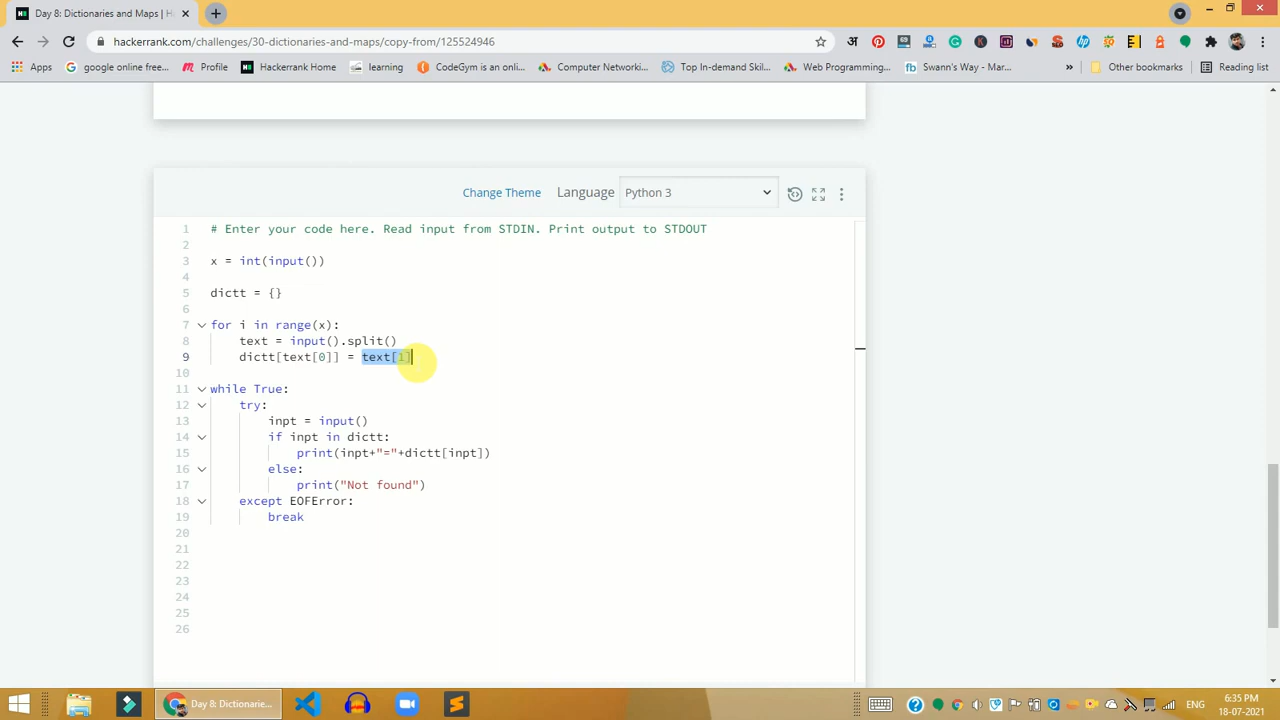 Day 8: Dictionaries and Maps | H
hackerrank.com/challenges/30-dictionaries-and-maps/copy-from/125524946
Apps google online free... Profile Hackerrank Home learning CodeGym is an onli... Computer Networki... Top In-demand Skil... Web Programming... Swann's Way - Mar... » Other bookmarks Reading list
Change Theme Language Python 3
1 # Enter your code here. Read input from STDIN. Print output to STDOUT
2
3 x = int(input())
4
5 dictt = {}
6
7 for i in range(x):
8 text = input().split()
9 dictt[text[0]] = text[1]
10
11 while True:
12 try:
13 inpt = input()
14 if inpt in dictt:
15 print(inpt+"="+dictt[inpt])
16 else:
17 print("Not found")
18 except EOFError:
19 break
20
21
22
23
24
25
26
Day 8: Dictionarie... ENG 6:35 PM
18-07-2021